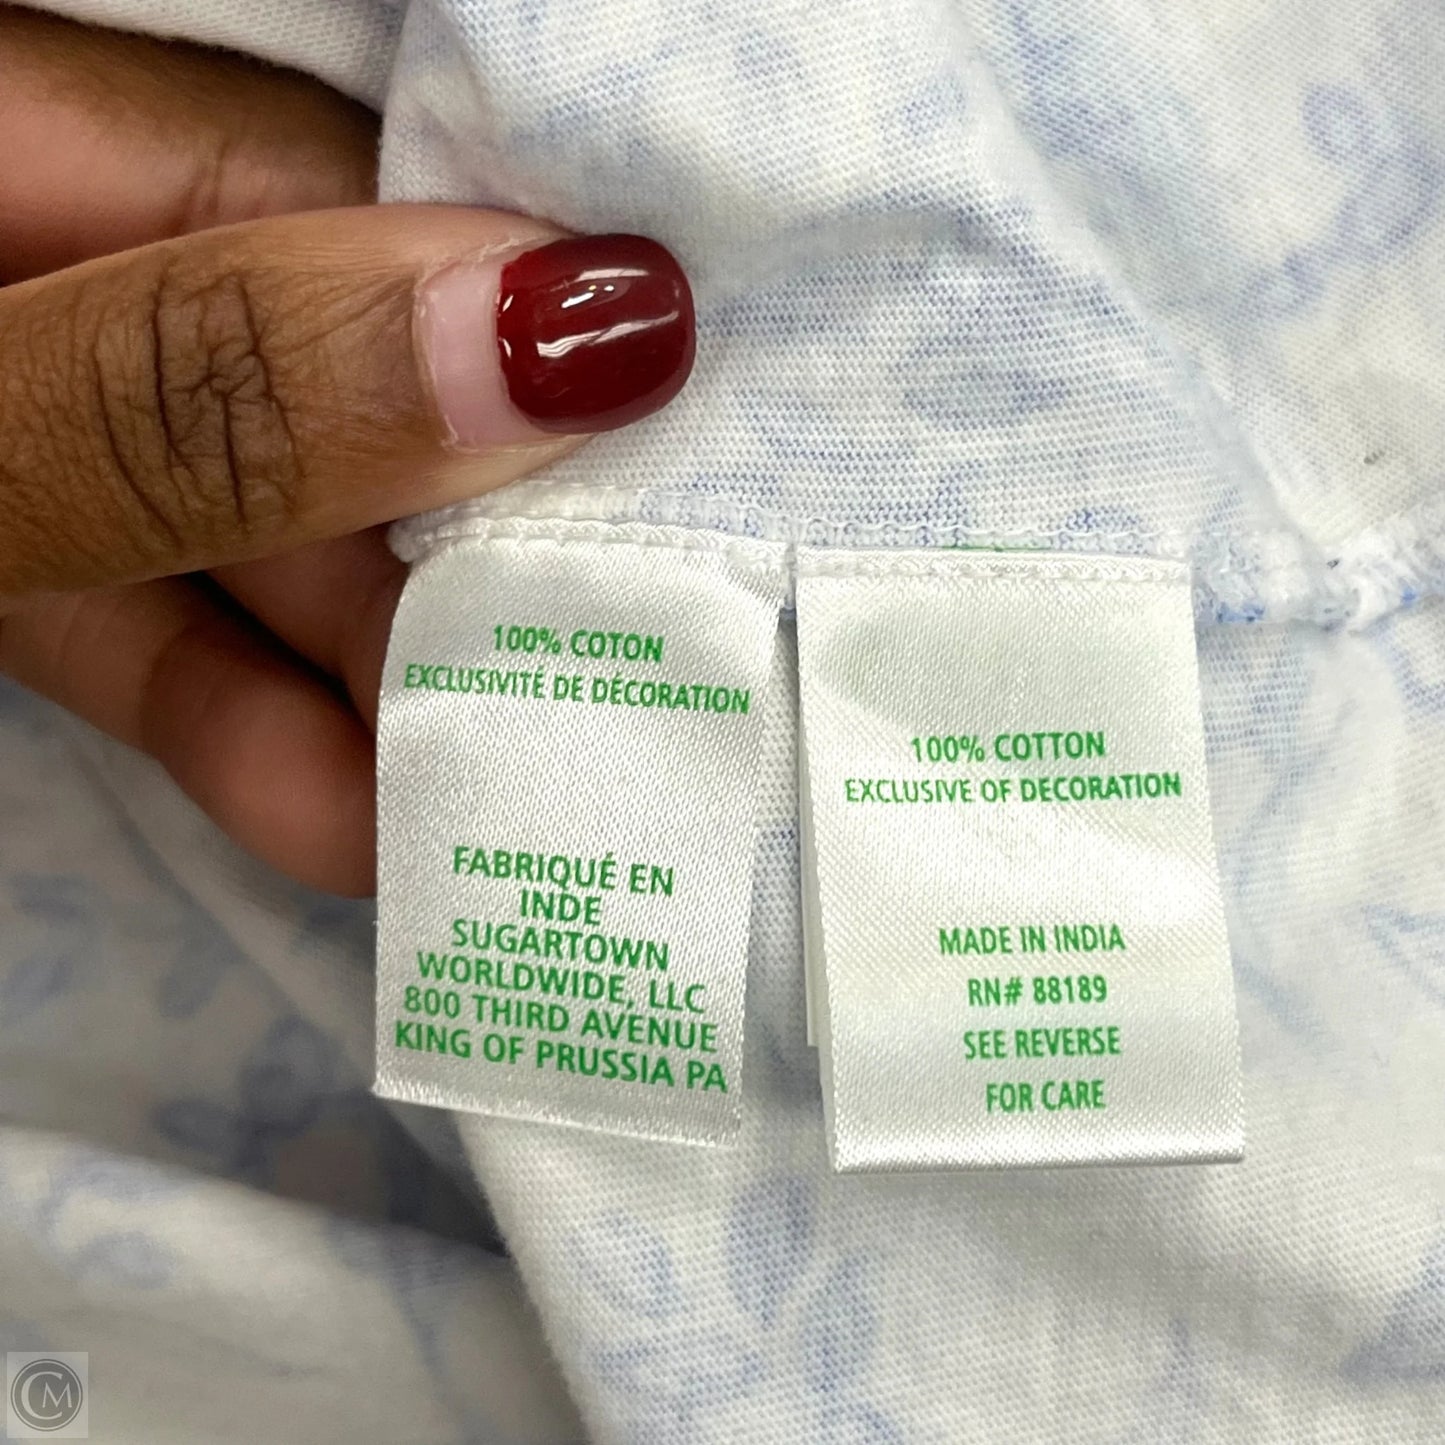 100% COTON
EXCLUSIVITÉ DE DÉCORATION
FABRIQUÉ EN
INDE
SUGARTOWN
WORLDWIDE, LLC
800 THIRD AVENUE
KING OF PRUSSIA PA
100% COTTON
EXCLUSIVE OF DECORATION
MADE IN INDIA
RN# 88189
SEE REVERSE
FOR CARE
CM